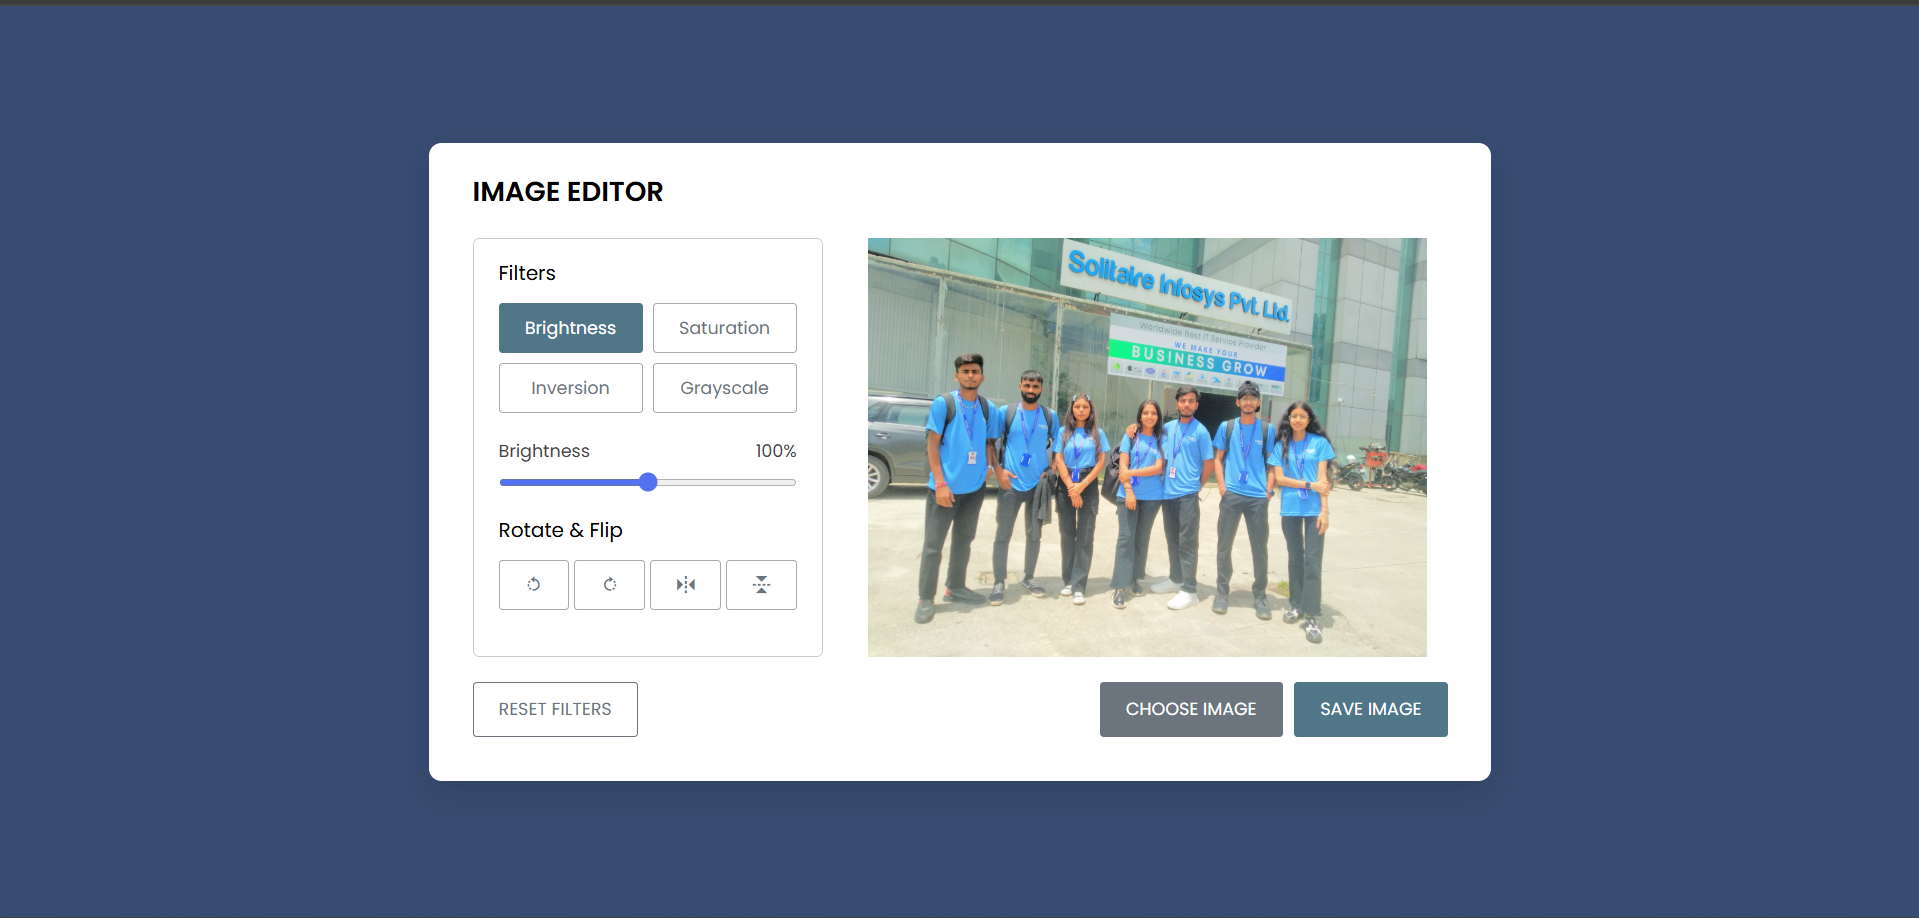 IMAGE EDITOR
Filters
Brightness
Saturation
Inversion
Grayscale
Brightness
100%
Rotate & Flip
RESET FILTERS
Solitaire Infosys Pvt. Ltd.
Worldwide Best IT Service Provider
WE MAKE YOUR
BUSINESS GROW
CHOOSE IMAGE
SAVE IMAGE